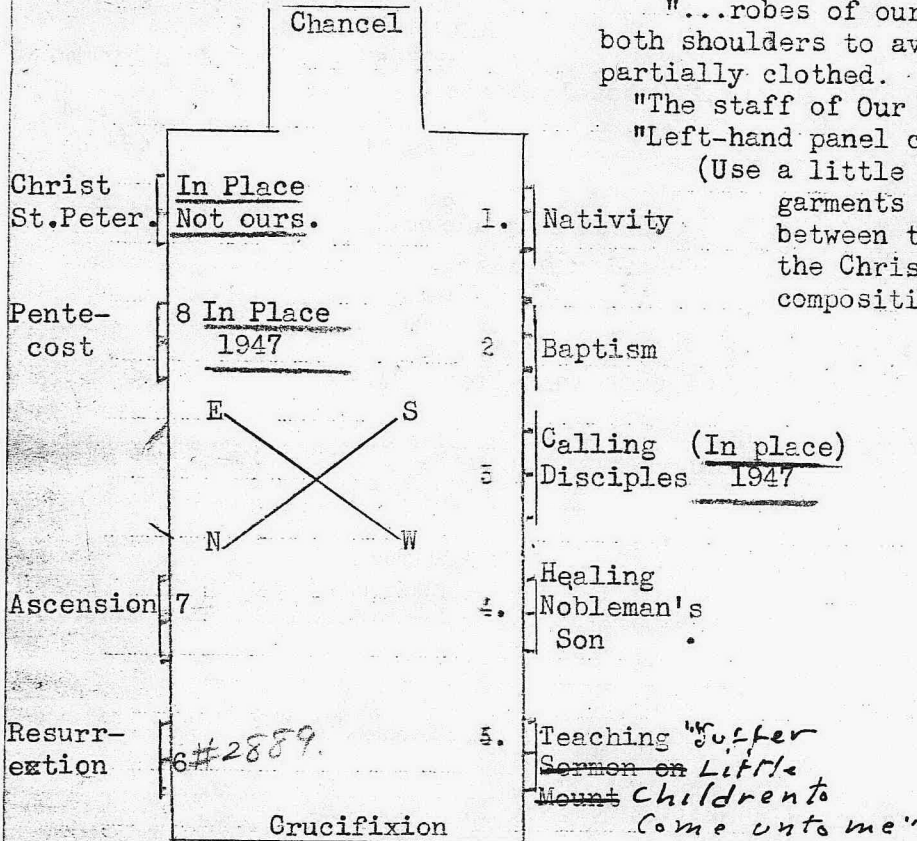 Chancel
"...robes of our
both shoulders to av
partially clothed.
"The staff of Our
"Left-hand panel c
(Use a little
garments
between t
the Chris
compositi
Christ
St.Peter.
In Place
Not ours.
1. Nativity
Pente-
cost
8 In Place
1947
2 Baptism
E S
N W
Calling (In place)
3 Disciples 1947
Ascension 7
4. Healing
Nobleman's
Son
Resurr-
extion
6 #2889.
5. Teaching "Suffer
Sermon on Little
Mount Children to
Come unto me"
Crucifixion